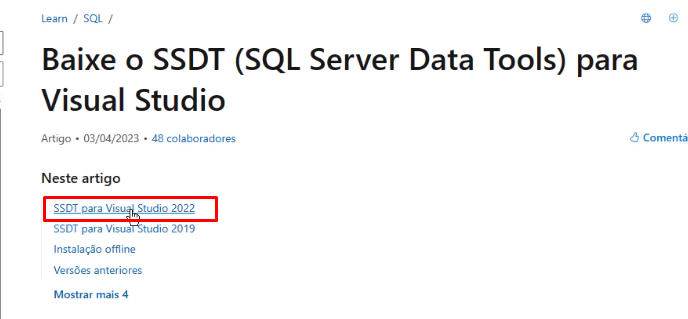 Learn / SQL /
Baixe o SSDT (SQL Server Data Tools) para
Visual Studio
Artigo • 03/04/2023 • 48 colaboradores
Comentá
Neste artigo
SSDT para Visual Studio 2022
SSDT para Visual Studio 2019
Instalação offline
Versões anteriores
Mostrar mais 4